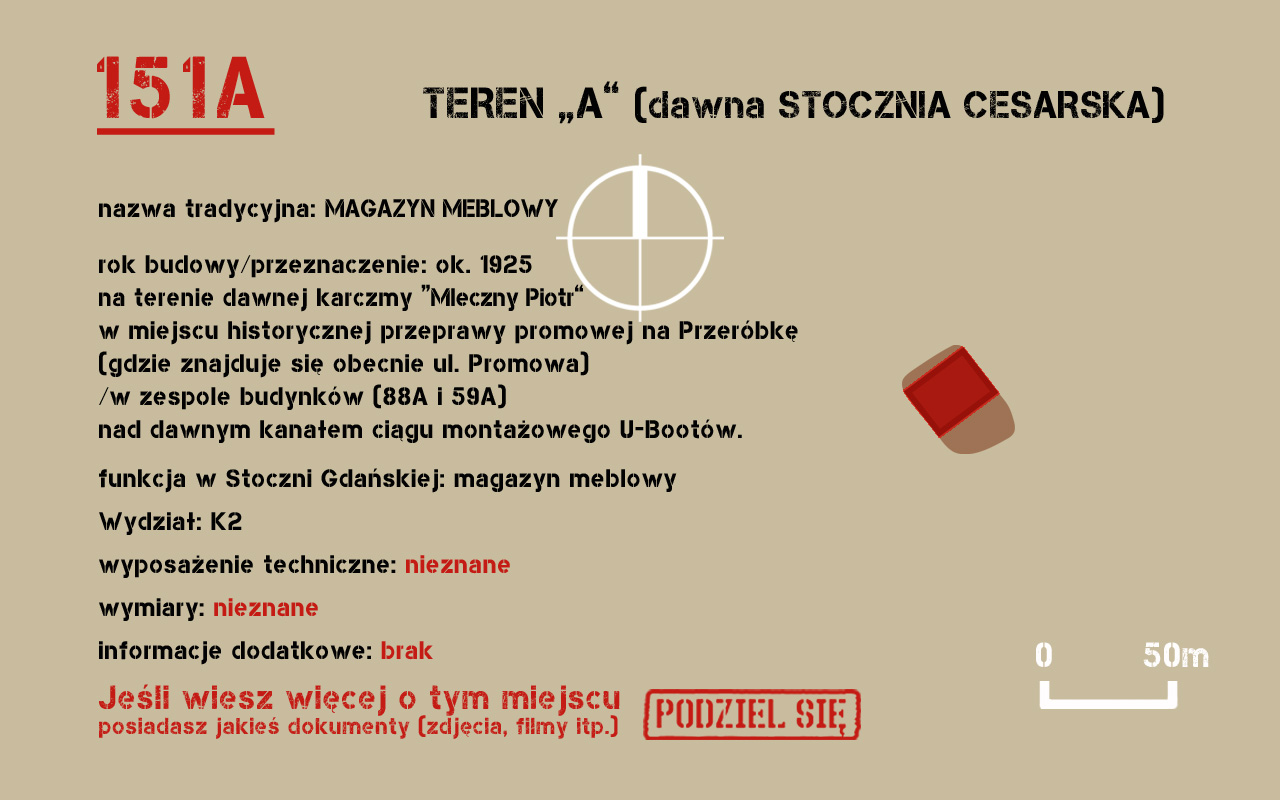 151A
TEREN „A“ (dawna STOCZNIA CESARSKA)
nazwa tradycyjna: MAGAZYN MEBLOWY
rok budowy/przeznaczenie: ok. 1925
na terenie dawnej karczmy ”Mleczny Piotr“
w miejscu historycznej przeprawy promowej na Przeróbkę
(gdzie znajduje się obecnie ul. Promowa)
/w zespole budynków (88A i 59A)
nad dawnym kanałem ciągu montażowego U-Bootów.
funkcja w Stoczni Gdańskiej: magazyn meblowy
Wydział: K2
wyposażenie techniczne: nieznane
wymiary: nieznane
informacje dodatkowe: brak
0 50m
Jeśli wiesz więcej o tym miejscu
posiadasz jakieś dokumenty (zdjęcia, filmy itp.)
PODZIEL SIĘ